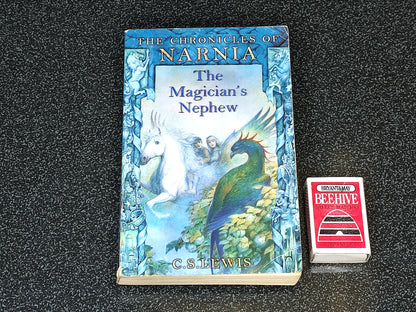 THE CHRONICLES OF
NARNIA
The
Magician's
Nephew
C.S. LEWIS
BRYANT&MAY
BEEHIVE